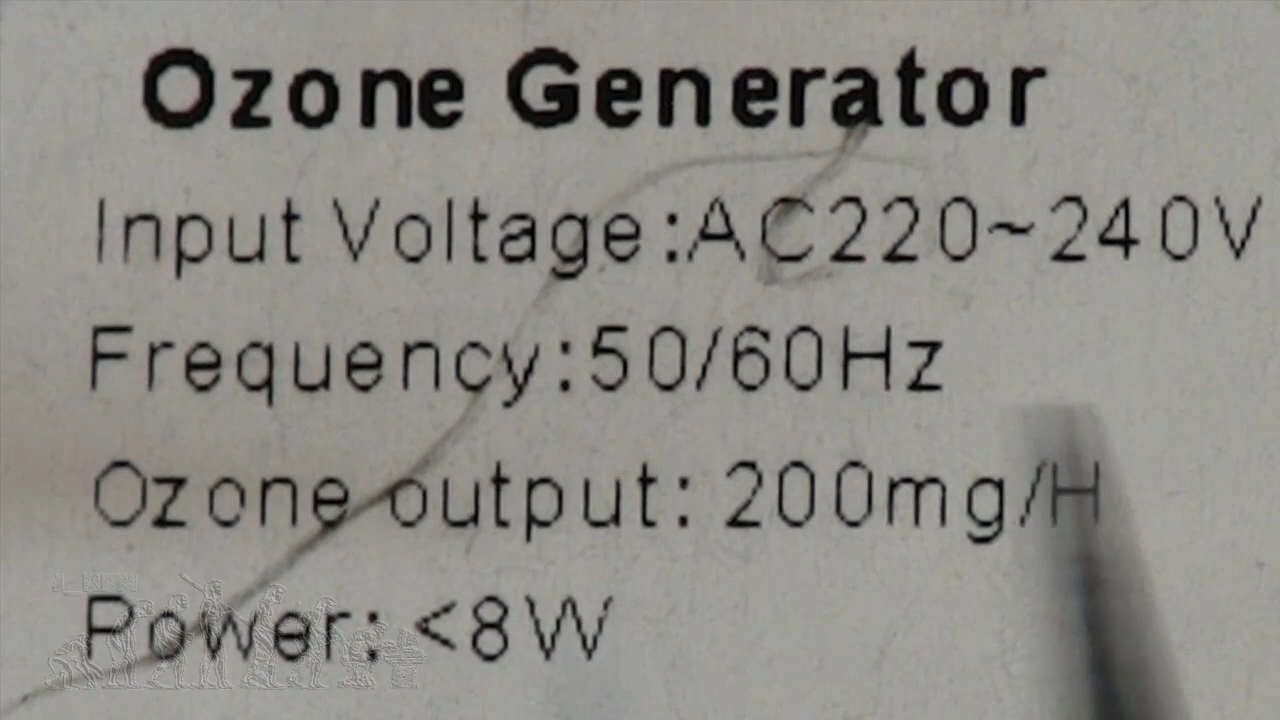 Ozone Generator
Input Voltage:AC220~240V
Frequency:50/60Hz
Ozone output: 200mg/H
Power: <8W